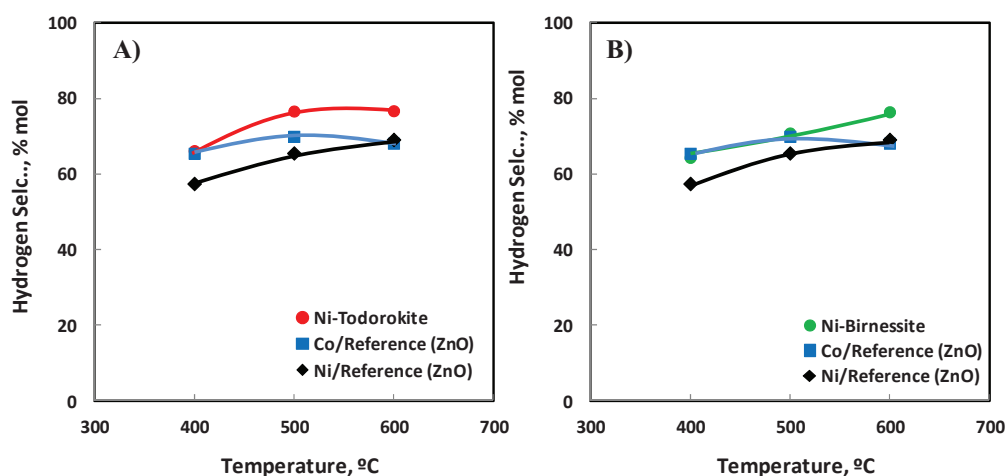 A)
Hydrogen Selc.., % mol
100
80
60
40
20
0
300
400
500
600
700
Temperature, ºC
Ni-Todorokite
Co/Reference (ZnO)
Ni/Reference (ZnO)
B)
Hydrogen Selc.., % mol
100
80
60
40
20
0
300
400
500
600
700
Temperature, ºC
Ni-Birnessite
Co/Reference (ZnO)
Ni/Reference (ZnO)